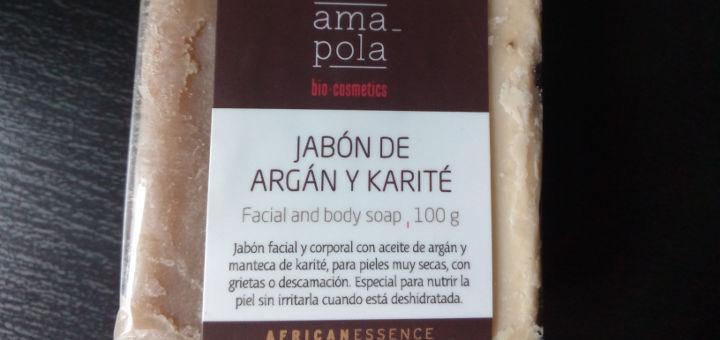 ama_
pola
bio·cosmetics
JABÓN DE
ARGÁN Y KARITÉ
Facial and body soap | 100 g
Jabón facial y corporal con aceite de argán y
manteca de karité, para pieles muy secas, con
grietas o descamación. Especial para nutrir la
piel sin irritarla cuando está deshidratada.
AFRICANESSENCE